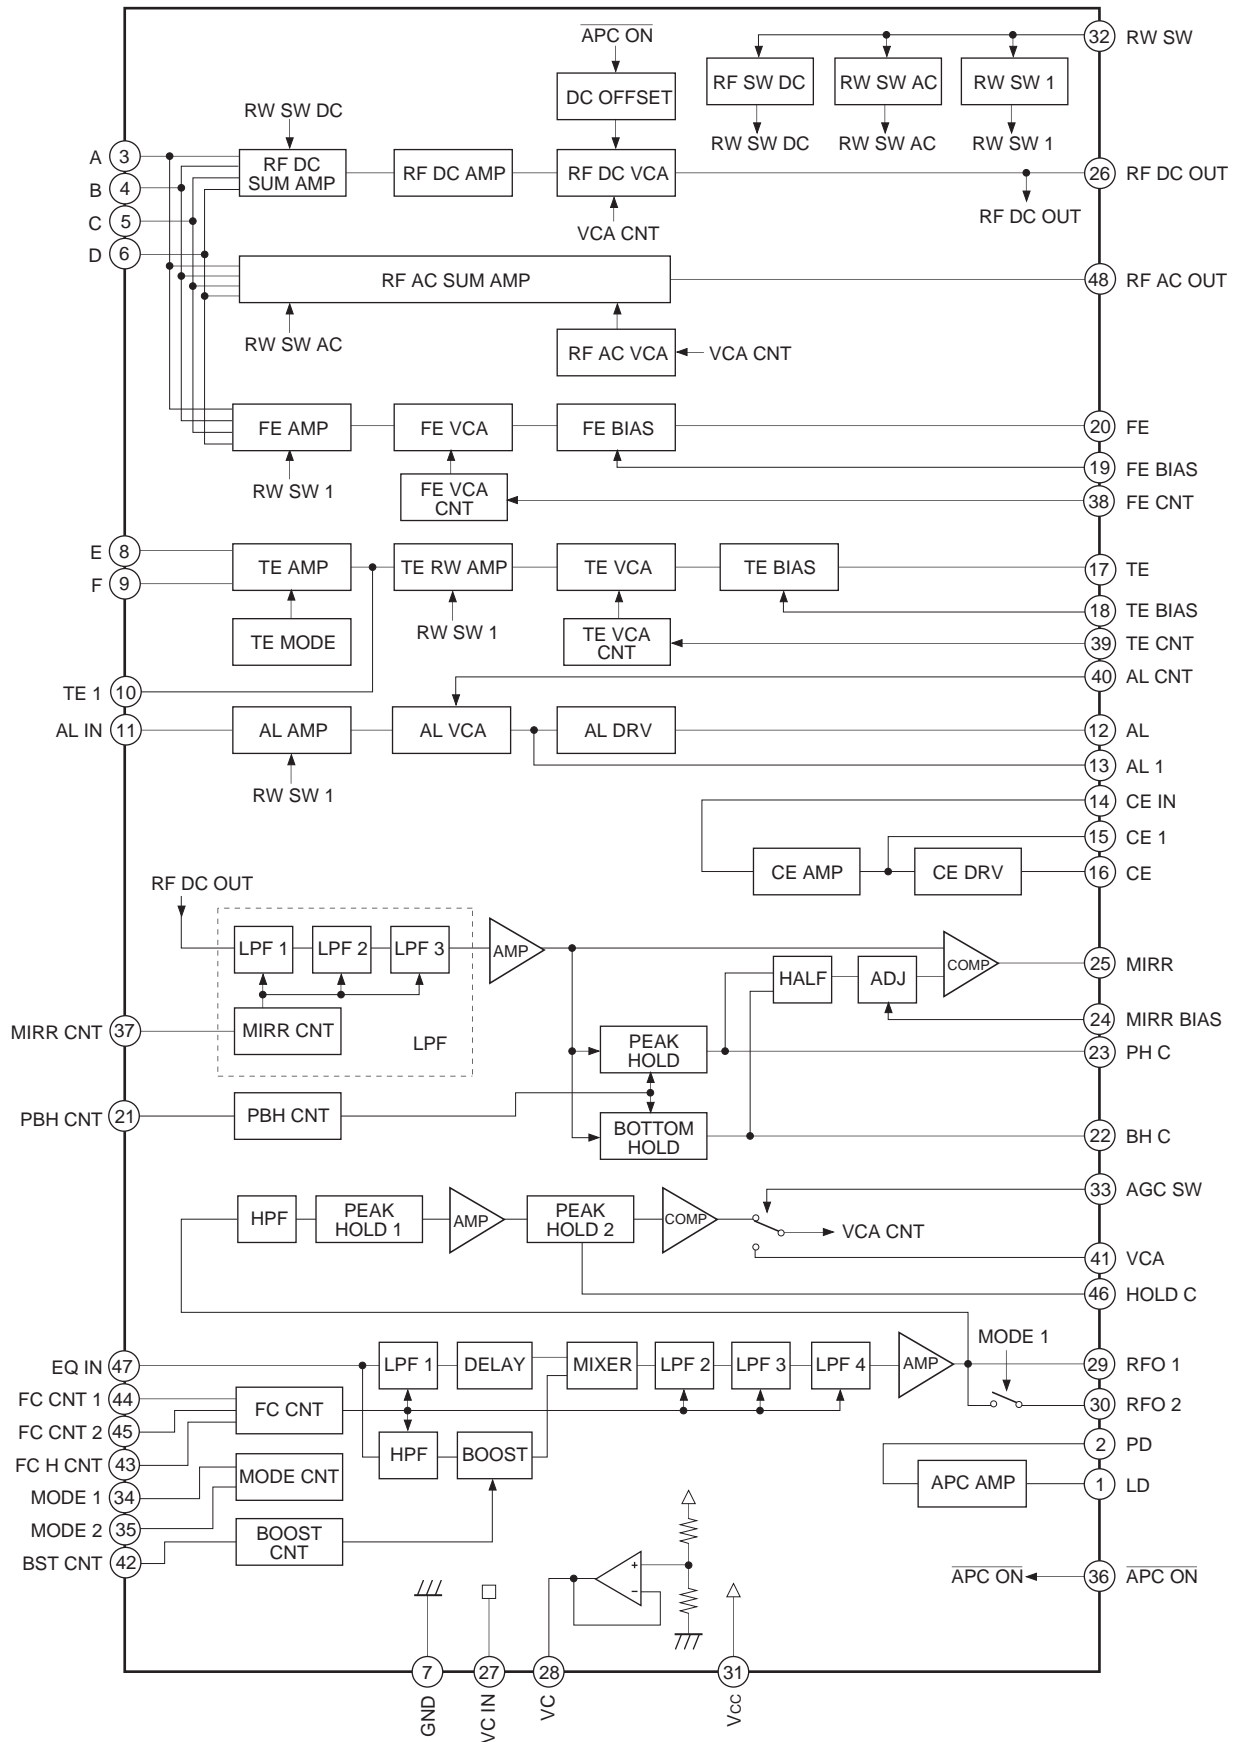 APC ON
32 RW SW
DC OFFSET
RF SW DC
RW SW AC
RW SW 1
RW SW DC
RW SW DC
RW SW AC
RW SW 1
A 3
RF DC
SUM AMP
RF DC AMP
RF DC VCA
26 RF DC OUT
B 4
C 5
VCA CNT
RF DC OUT
D 6
RF AC SUM AMP
48 RF AC OUT
RW SW AC
RF AC VCA
VCA CNT
FE AMP
FE VCA
FE BIAS
20 FE
19 FE BIAS
RW SW 1
FE VCA
CNT
38 FE CNT
E 8
F 9
TE AMP
TE RW AMP
TE VCA
TE BIAS
17 TE
18 TE BIAS
TE MODE
RW SW 1
TE VCA
CNT
39 TE CNT
40 AL CNT
TE 1 10
AL IN 11
AL AMP
AL VCA
AL DRV
12 AL
13 AL 1
RW SW 1
14 CE IN
15 CE 1
CE AMP
CE DRV
16 CE
RF DC OUT
LPF 1
LPF 2
LPF 3
AMP
COMP
25 MIRR
HALF
ADJ
MIRR CNT 37
MIRR CNT
LPF
24 MIRR BIAS
PEAK
HOLD
23 PH C
PBH CNT 21
PBH CNT
BOTTOM
HOLD
22 BH C
33 AGC SW
HPF
PEAK
HOLD 1
AMP
PEAK
HOLD 2
COMP
VCA CNT
41 VCA
46 HOLD C
MODE 1
EQ IN 47
LPF 1
DELAY
MIXER
LPF 2
LPF 3
LPF 4
AMP
29 RFO 1
FC CNT 1 44
FC CNT
30 RFO 2
FC CNT 2 45
HPF
BOOST
2 PD
FC H CNT 43
MODE CNT
APC AMP
1 LD
MODE 1 34
MODE 2 35
BOOST
CNT
BST CNT 42
+
−
APC ON
36 APC ON
7 GND
27 VC IN
28 VC
31 Vcc